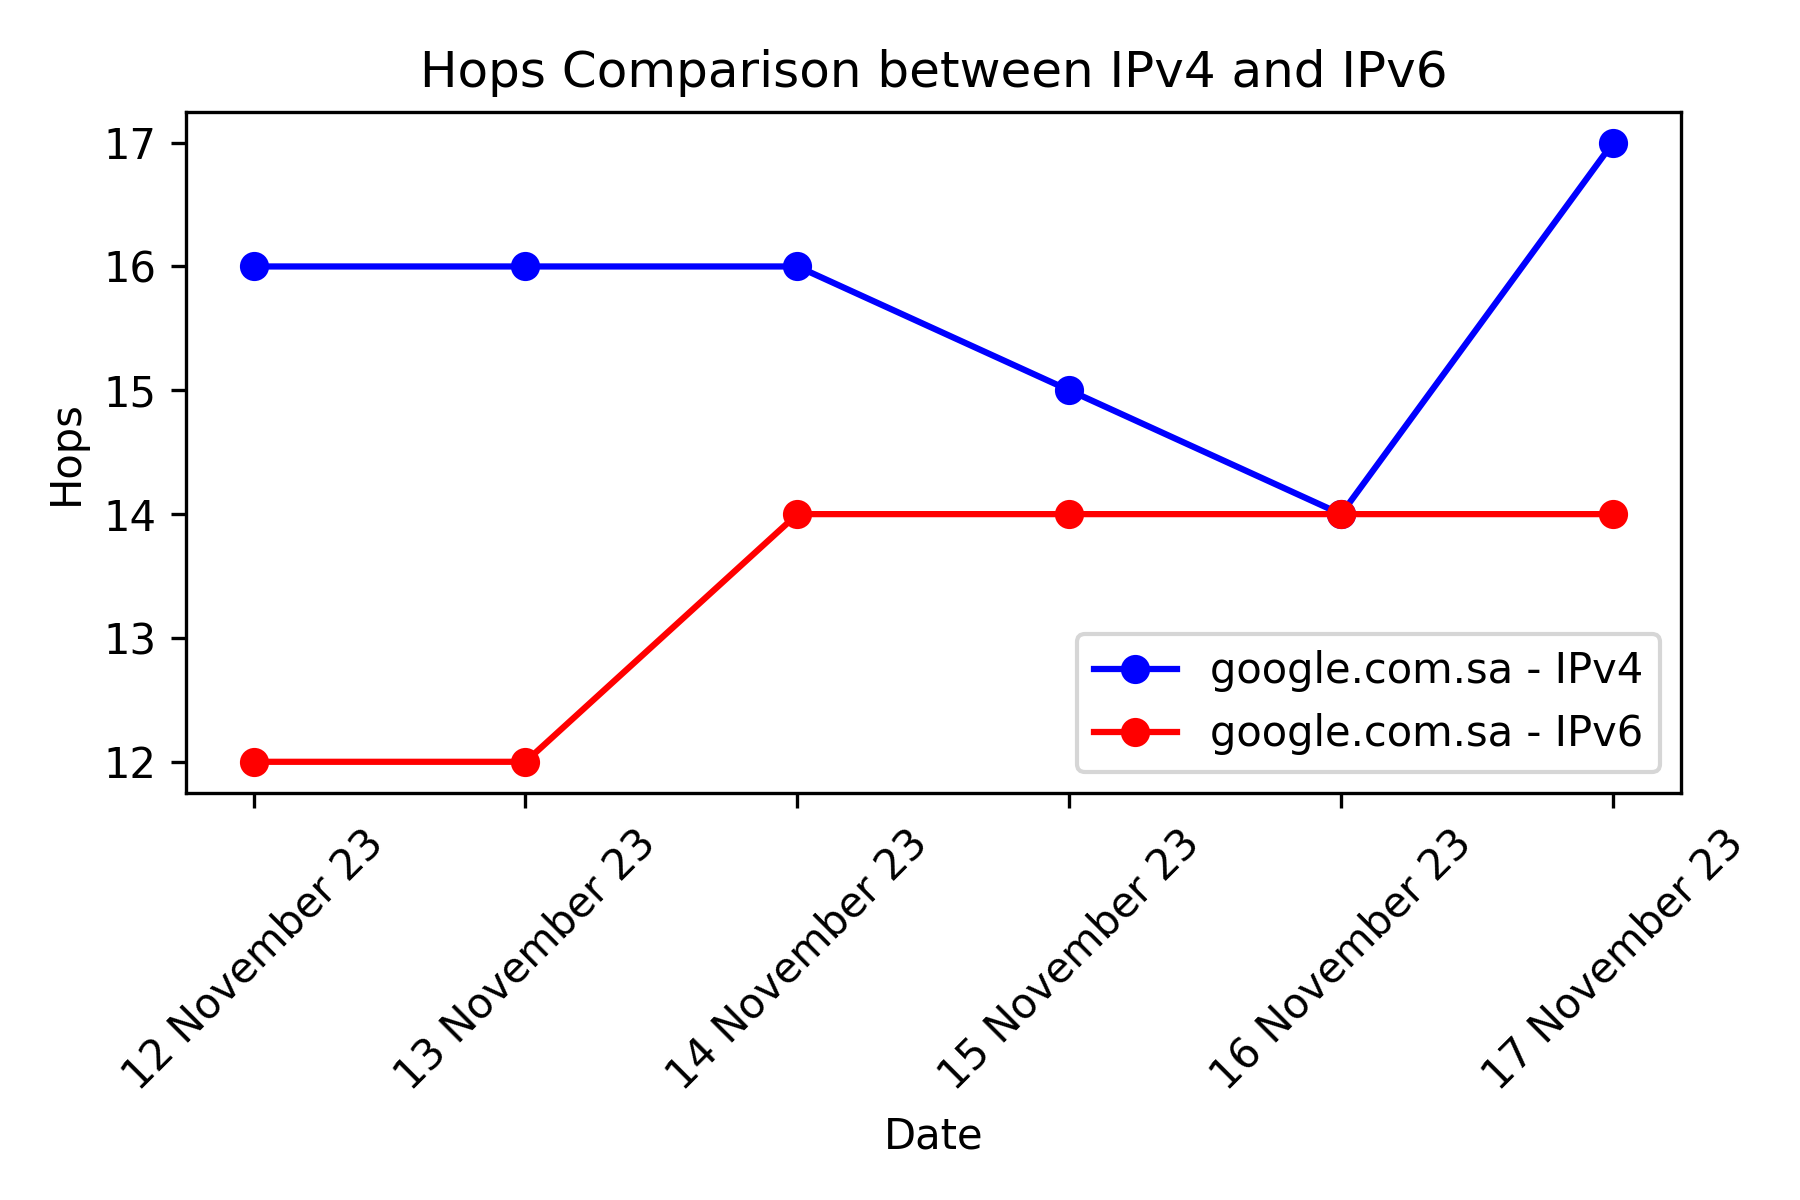 Hops Comparison between IPv4 and IPv6
17
16
15
14
13
12
Hops
google.com.sa - IPv4
google.com.sa - IPv6
12 November 23
13 November 23
14 November 23
15 November 23
16 November 23
17 November 23
Date